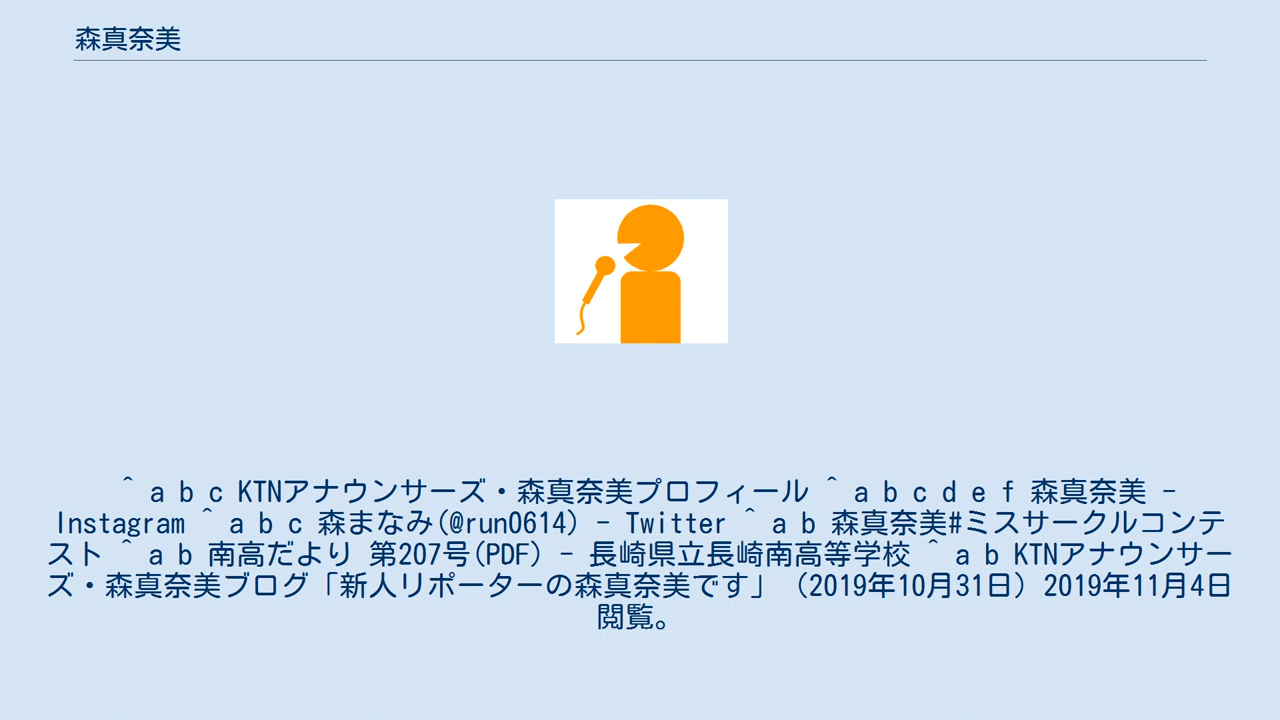 森真奈美
^ a b c KTNアナウンサーズ・森真奈美プロフィール ^ a b c d e f 森真奈美 -
Instagram ^ a b c 森まなみ(@run0614) - Twitter ^ a b 森真奈美#ミスサークルコンテ
スト ^ a b 南高だより 第207号(PDF) - 長崎県立長崎南高等学校 ^ a b KTNアナウンサー
ズ・森真奈美ブログ「新人リポーターの森真奈美です」（2019年10月31日）2019年11月4日
閲覧。